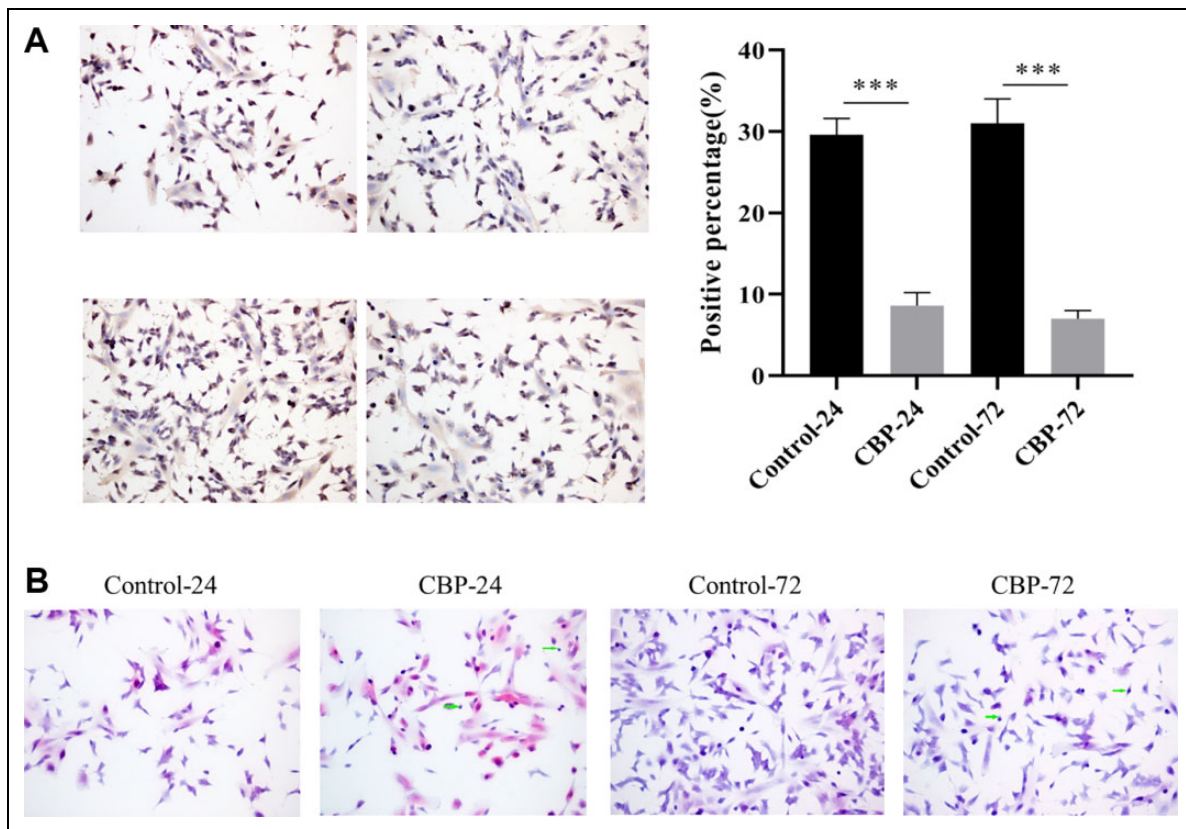 A
Positive percentage(%)
40
30
20
10
0
***
***
Control-24
CBP-24
Control-72
CBP-72
B
Control-24
CBP-24
Control-72
CBP-72